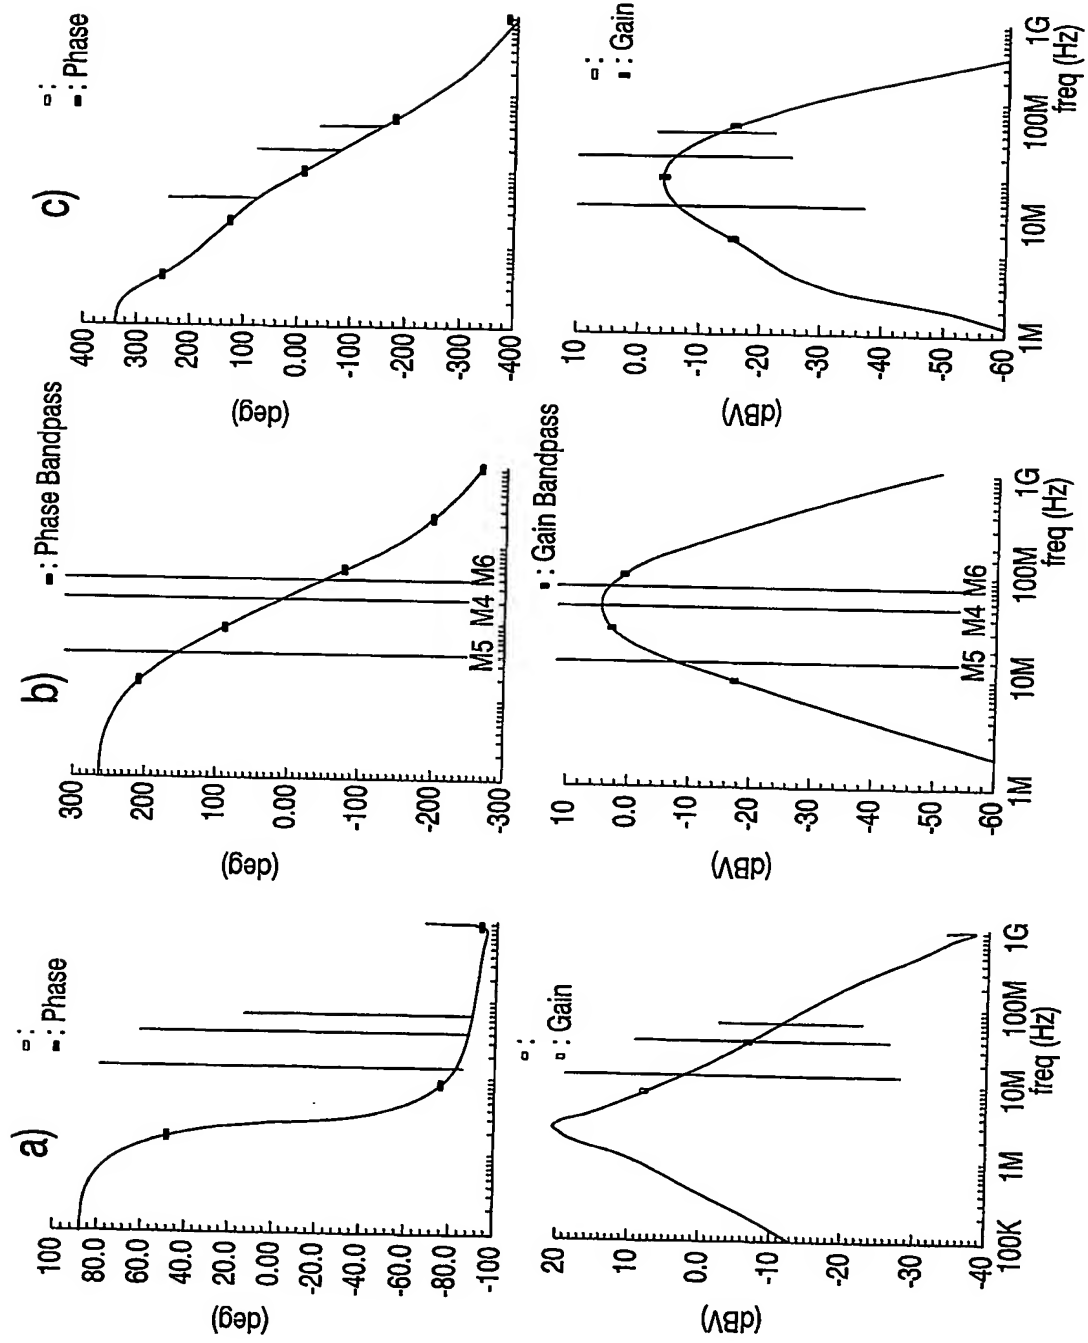 a)
▯:
▪: Phase
100
80.0
60.0
40.0
20.0
0.00
-20.0
-40.0
-60.0
-80.0
-100
(deg)
▯:
▯: Gain
20
10
0.0
-10
-20
-30
-40
(dBV)
100K
1M
10M
100M
1G
freq (Hz)
b)
▪: Phase Bandpass
300
200
100
0.00
-100
-200
-300
(deg)
M5
M4
M6
▪: Gain Bandpass
10
0.0
-10
-20
-30
-40
-50
-60
(dBV)
M5
M4
M6
1M
10M
100M
1G
freq (Hz)
c)
▯:
▪: Phase
400
300
200
100
0.00
-100
-200
-300
-400
(deg)
▯:
▪: Gain
10
0.0
-10
-20
-30
-40
-50
-60
(dBV)
1M
10M
100M
1G
freq (Hz)